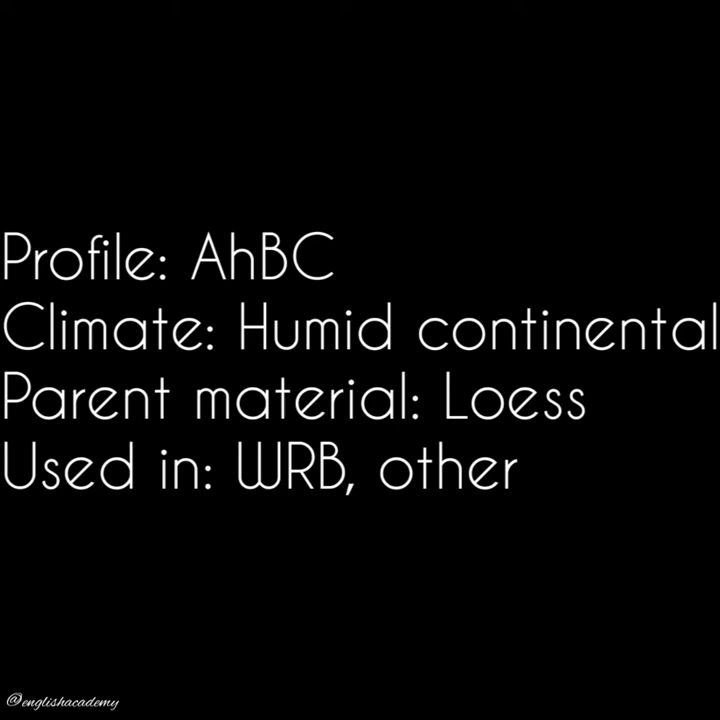 Profile: AhBC
Climate: Humid continental
Parent material: Loess
Used in: WRB, other
@englishacademy